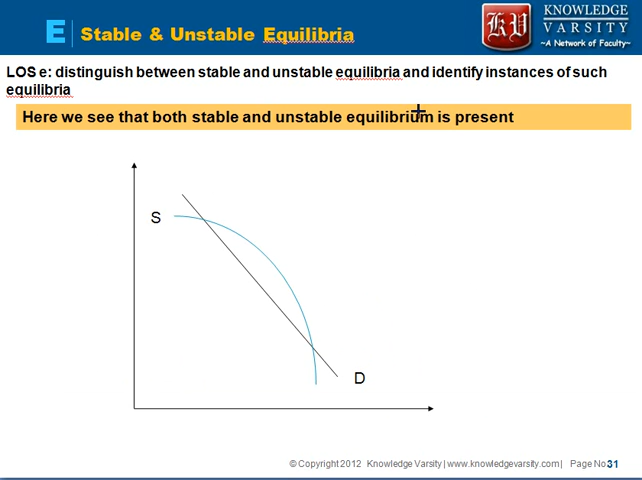 E Stable & Unstable Equilibria
KNOWLEDGE
VARSITY
~A Network of Faculty~
KV
LOS e: distinguish between stable and unstable equilibria and identify instances of such
equilibria
Here we see that both stable and unstable equilibrium is present
S
D
© Copyright 2012 Knowledge Varsity | www.knowledgevarsity.com | Page No 31